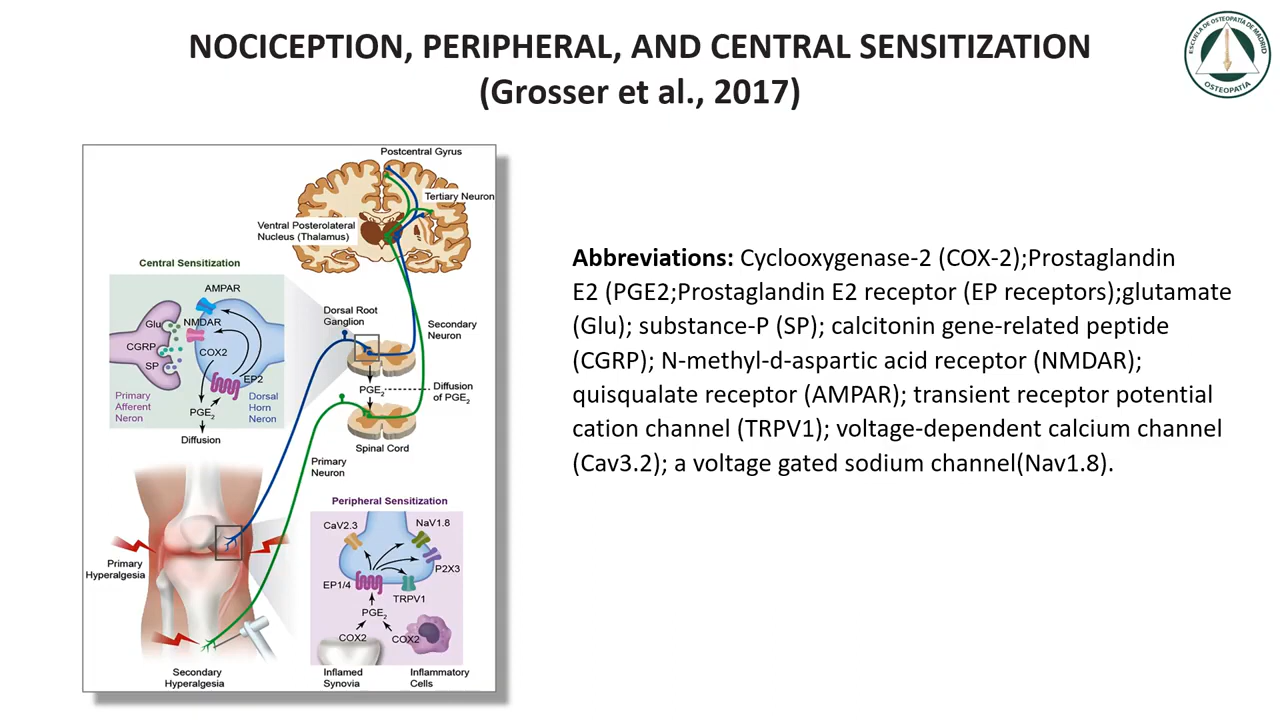 NOCICEPTION, PERIPHERAL, AND CENTRAL SENSITIZATION
(Grosser et al., 2017)
ESCUELA DE OSTEOPATÍA DE MADRID
OSTEOPATÍA
Postcentral Gyrus
Tertiary Neuron
Ventral Posterolateral
Nucleus (Thalamus)
Central Sensitization
AMPAR
Glu
NMDAR
CGRP
COX2
SP
EP2
Primary
Afferent
Neron
Dorsal
Horn
Neron
PGE2
Diffusion
Dorsal Root
Ganglion
Secondary
Neuron
PGE2
Diffusion
of PGE2
Spinal Cord
Primary
Neuron
Peripheral Sensitization
CaV2.3
NaV1.8
P2X3
EP1/4
TRPV1
PGE2
COX2
COX2
Primary
Hyperalgesia
Secondary
Hyperalgesia
Inflamed
Synovia
Inflammatory
Cells
Abbreviations: Cyclooxygenase-2 (COX-2);Prostaglandin
E2 (PGE2;Prostaglandin E2 receptor (EP receptors);glutamate
(Glu); substance-P (SP); calcitonin gene-related peptide
(CGRP); N-methyl-d-aspartic acid receptor (NMDAR);
quisqualate receptor (AMPAR); transient receptor potential
cation channel (TRPV1); voltage-dependent calcium channel
(Cav3.2); a voltage gated sodium channel(Nav1.8).